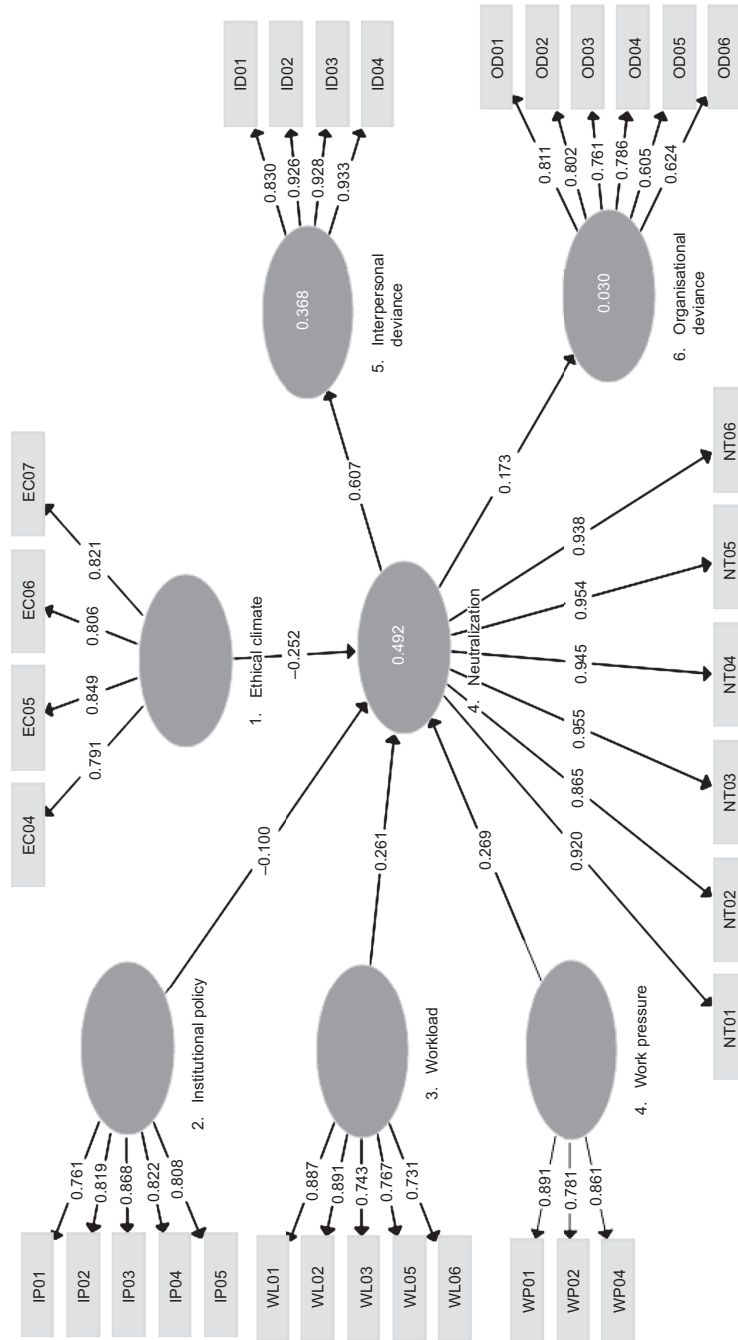 EC04
EC05
EC06
EC07
0.791
0.849
0.806
0.821
1. Ethical climate
IP01
IP02
IP03
IP04
IP05
0.761
0.819
0.868
0.822
0.808
2. Institutional policy
–0.100
–0.252
WL01
WL02
WL03
WL05
WL06
0.887
0.891
0.743
0.767
0.731
3. Workload
0.261
WP01
WP02
WP04
0.891
0.781
0.861
4. Work pressure
0.269
0.492
4. Neutralization
0.920
0.865
0.955
0.945
0.954
0.938
NT01
NT02
NT03
NT04
NT05
NT06
0.607
0.368
5. Interpersonal
deviance
0.830
0.926
0.928
0.933
ID01
ID02
ID03
ID04
0.173
0.030
6. Organisational
deviance
0.811
0.802
0.761
0.786
0.605
0.624
OD01
OD02
OD03
OD04
OD05
OD06